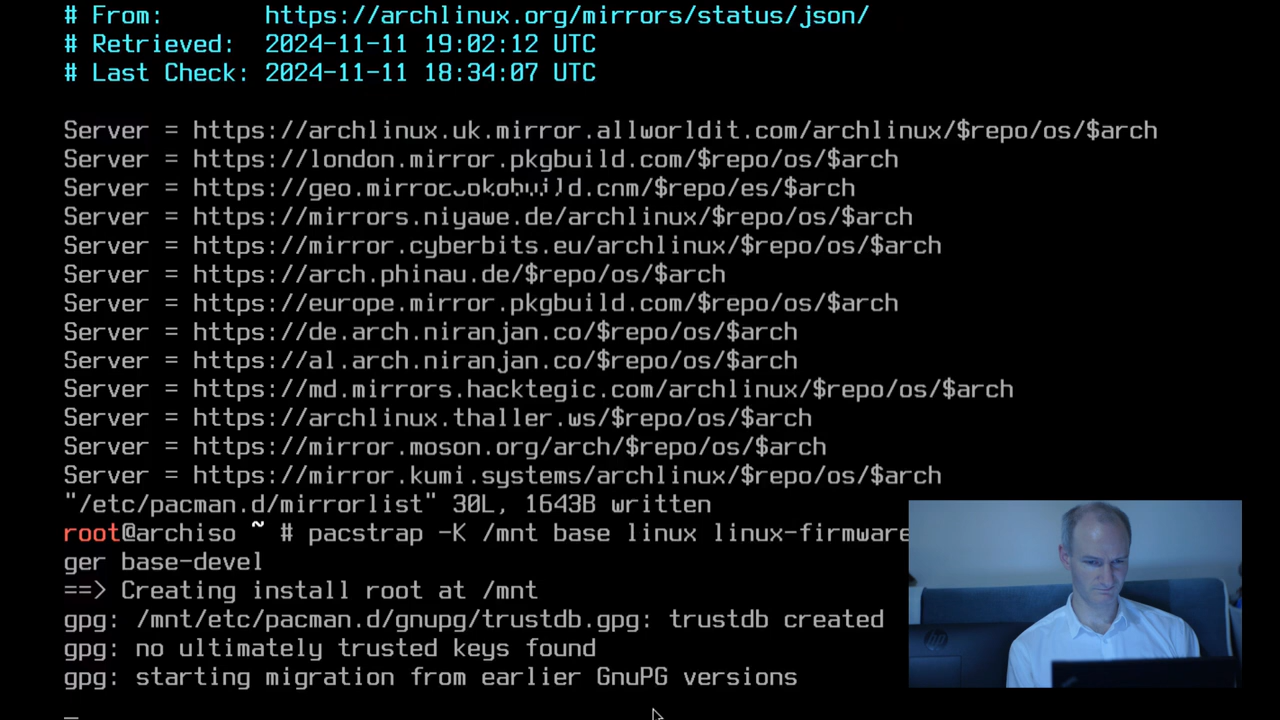 # From:       https://archlinux.org/mirrors/status/json/
# Retrieved:  2024-11-11 19:02:12 UTC
# Last Check: 2024-11-11 18:34:07 UTC
Server = https://archlinux.uk.mirror.allworldit.com/archlinux/$repo/os/$arch
Server = https://london.mirror.pkgbuild.com/$repo/os/$arch
Server =
Server = https://mirrors.niyawe.de/archlinux/$repo/os/$arch
Server = https://mirror.cyberbits.eu/archlinux/$repo/os/$arch
Server = https://arch.phinau.de/$repo/os/$arch
Server = https://europe.mirror.pkgbuild.com/$repo/os/$arch
Server = https://de.arch.niranjan.co/$repo/os/$arch
Server = https://al.arch.niranjan.co/$repo/os/$arch
Server = https://md.mirrors.hacktegic.com/archlinux/$repo/os/$arch
Server = https://archlinux.thaller.ws/$repo/os/$arch
Server = https://mirror.moson.org/arch/$repo/os/$arch
Server = https://mirror.kumi.systems/archlinux/$repo/os/$arch
"/etc/pacman.d/mirrorlist" 30L, 1643B written
root@archiso ~ # pacstrap -K /mnt base linux linux-firmware
ger base-devel
==> Creating install root at /mnt
gpg: /mnt/etc/pacman.d/gnupg/trustdb.gpg: trustdb created
gpg: no ultimately trusted keys found
gpg: starting migration from earlier GnuPG versions